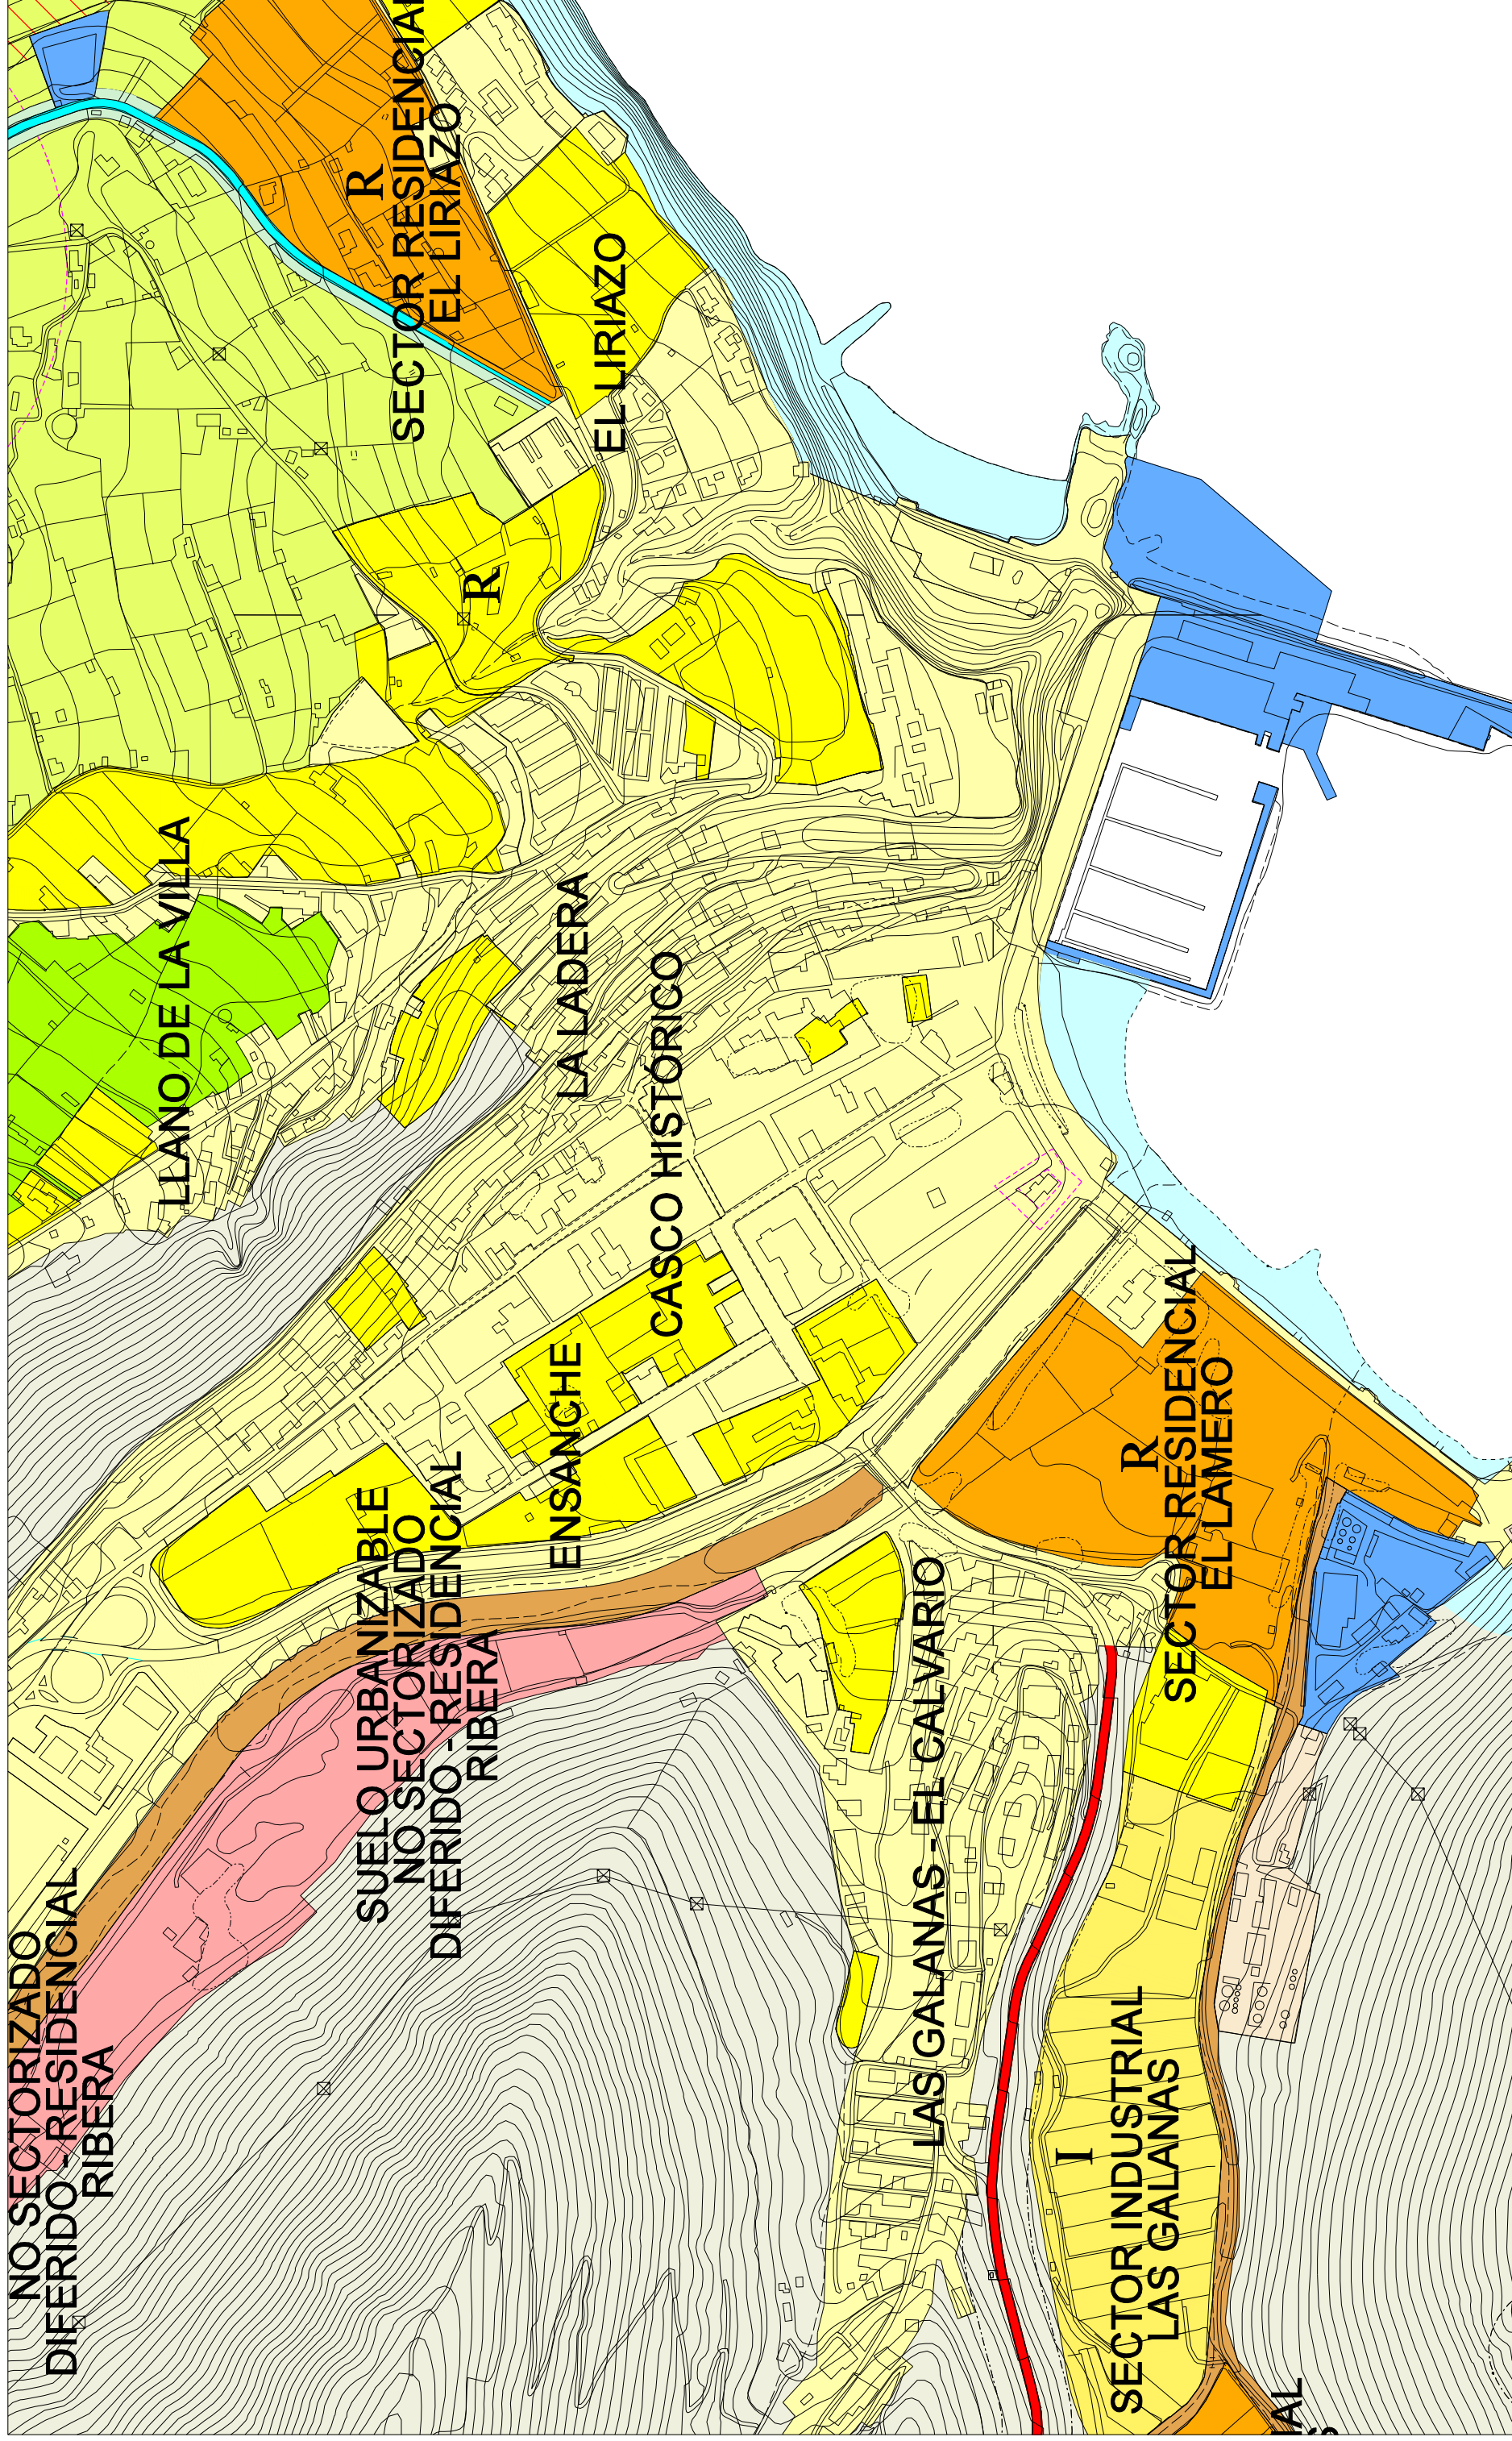 R
SECTOR RESIDENCIAL
EL LIRIAZO
EL LIRIAZO
R
LLANO DE LA VILLA
LA LADERA
CASCO HISTÓRICO
ENSANCHE
SUELO URBANIZABLE
NO SECTORIZADO
DIFERIDO - RESIDENCIAL
RIBERA
R
SECTOR RESIDENCIAL
EL LAMERO
LAS GALANAS - EL CALVARIO
NO SECTORIZADO
DIFERIDO - RESIDENCIAL
RIBERA
I
SECTOR INDUSTRIAL
LAS GALANAS